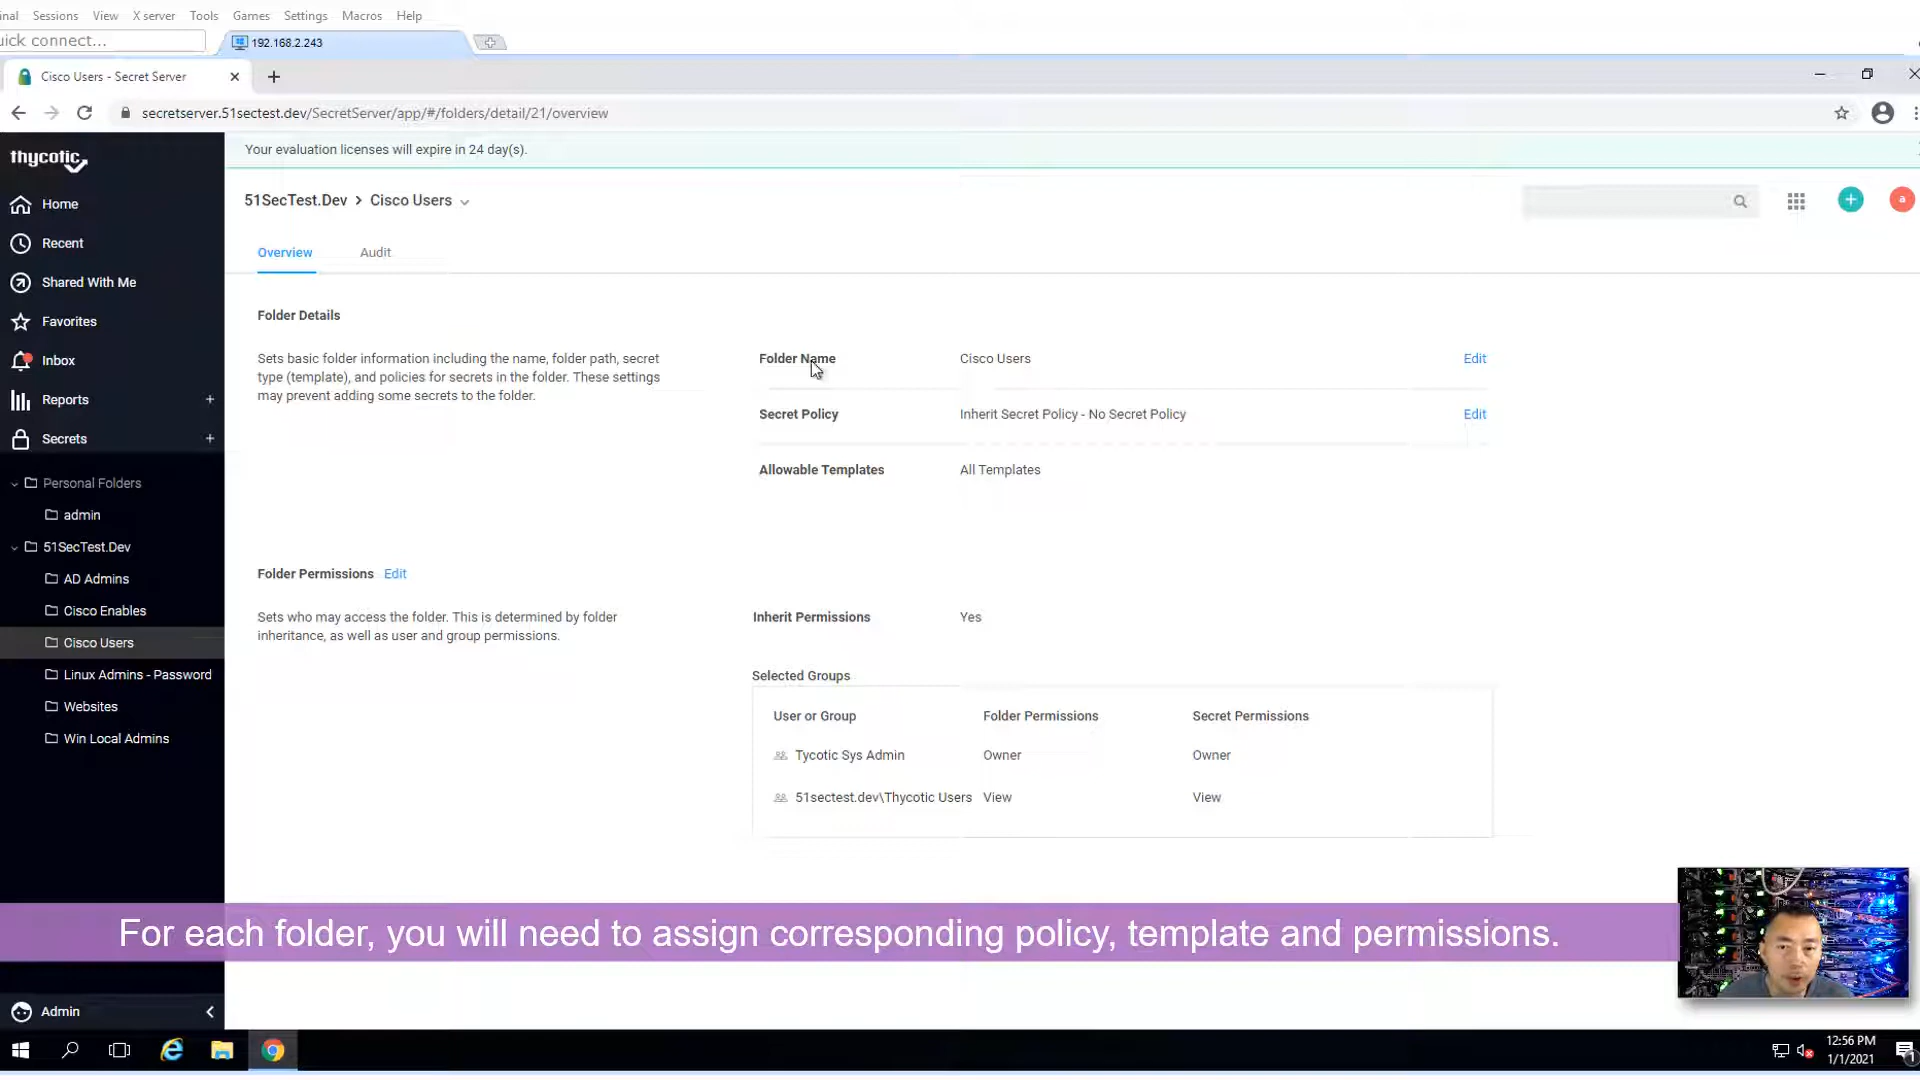 Sessions View X server Tools Games Settings Macros Help
connect...
192.168.2.243
Cisco Users - Secret Server
secretserver.51sectest.dev/SecretServer/app/#/folders/detail/21/overview
thycotic
Your evaluation licenses will expire in 24 day(s).
51SecTest.Dev > Cisco Users
a
Home
Recent
Shared With Me
Favorites
Inbox
Reports +
Secrets +
Personal Folders
admin
51SecTest.Dev
AD Admins
Cisco Enables
Cisco Users
Linux Admins - Password
Websites
Win Local Admins
Admin
Overview Audit
Folder Details
Sets basic folder information including the name, folder path, secret
type (template), and policies for secrets in the folder. These settings
may prevent adding some secrets to the folder.
Folder Name Cisco Users Edit
Secret Policy Inherit Secret Policy - No Secret Policy Edit
Allowable Templates All Templates
Folder Permissions Edit
Sets who may access the folder. This is determined by folder
inheritance, as well as user and group permissions.
Inherit Permissions Yes
Selected Groups
User or Group Folder Permissions Secret Permissions
Tycotic Sys Admin Owner Owner
51sectest.dev\Thycotic Users View View
For each folder, you will need to assign corresponding policy, template and permissions.
12:56 PM
1/1/2021
1